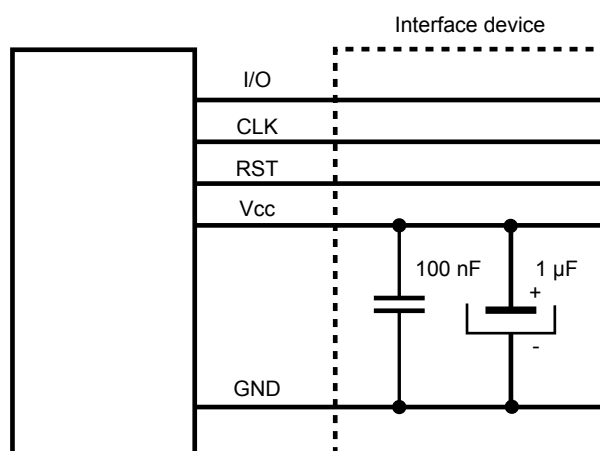 Interface device
I/O
CLK
RST
Vcc
100 nF
1 µF
+
-
GND